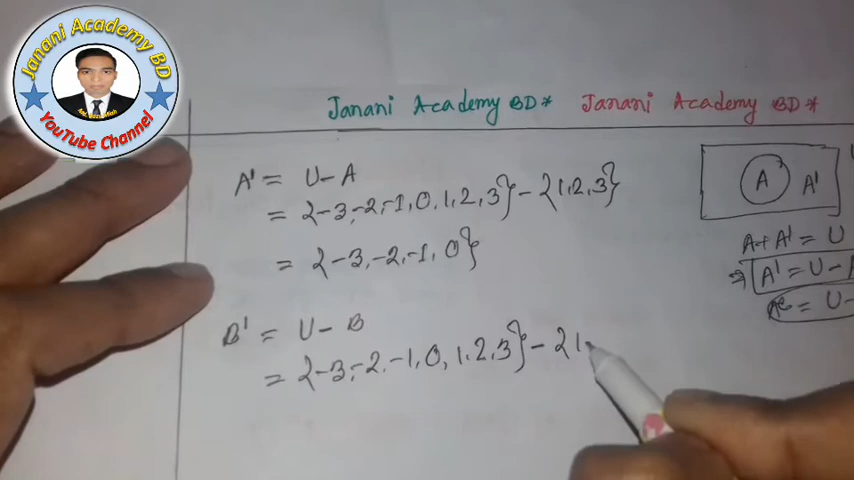 Janani Academy BD
YouTube Channel
Janani Academy BD* Janani Academy BD*
A' = U - A
= {-3, -2, -1, 0, 1, 2, 3} - {1, 2, 3}
= {-3, -2, -1, 0}
B' = U - B
= {-3, -2, -1, 0, 1, 2, 3} - {1,
A A'
A + A' = U
⇒ A' = U -
Ac = U -